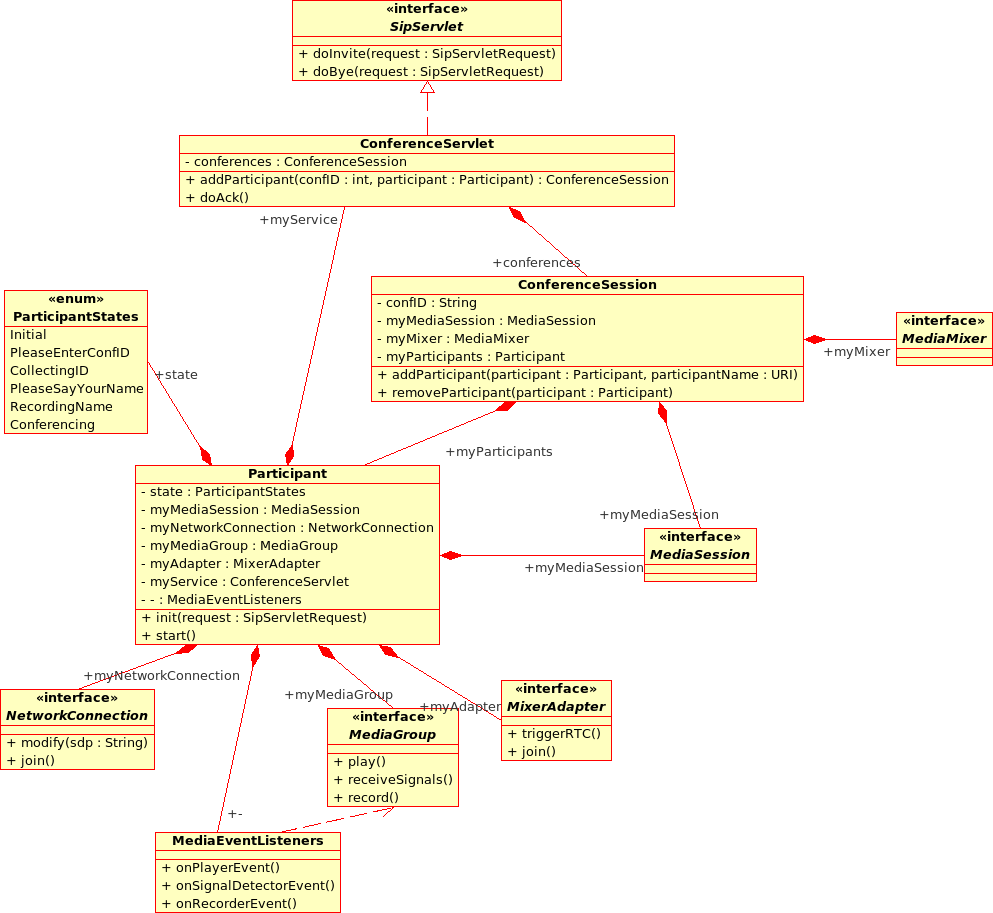 «interface»
SipServlet
+ doInvite(request : SipServletRequest)
+ doBye(request : SipServletRequest)
ConferenceServlet
- conferences : ConferenceSession
+ addParticipant(confID : int, participant : Participant) : ConferenceSession
+ doAck()
+myService
+conferences
ConferenceSession
- confID : String
- myMediaSession : MediaSession
- myMixer : MediaMixer
- myParticipants : Participant
+ addParticipant(participant : Participant, participantName : URI)
+ removeParticipant(participant : Participant)
«interface»
MediaMixer
+myMixer
«enum»
ParticipantStates
Initial
PleaseEnterConfID
CollectingID
PleaseSayYourName
RecordingName
Conferencing
+state
+myParticipants
+myMediaSession
Participant
- state : ParticipantStates
- myMediaSession : MediaSession
- myNetworkConnection : NetworkConnection
- myMediaGroup : MediaGroup
- myAdapter : MixerAdapter
- myService : ConferenceServlet
- - : MediaEventListeners
+ init(request : SipServletRequest)
+ start()
«interface»
MediaSession
+myMediaSession
+myNetworkConnection
+myMediaGroup
+myAdapter
«interface»
NetworkConnection
+ modify(sdp : String)
+ join()
«interface»
MediaGroup
+ play()
+ receiveSignals()
+ record()
«interface»
MixerAdapter
+ triggerRTC()
+ join()
+-
MediaEventListeners
+ onPlayerEvent()
+ onSignalDetectorEvent()
+ onRecorderEvent()